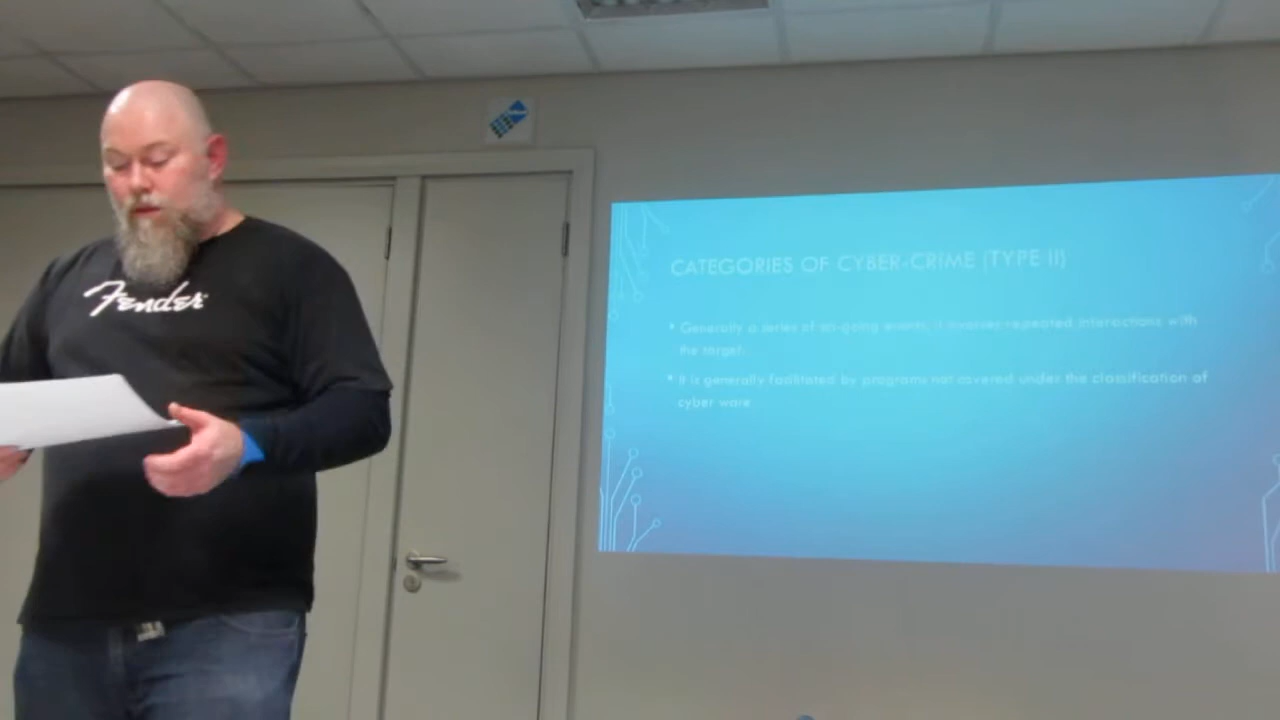 Fender
CATEGORIES OF CYBER-CRIME (TYPE II)
• Generally a series of on-going events, it involves repeated interactions with
the target.
• It is generally facilitated by programs not covered under the classification of
cyber ware